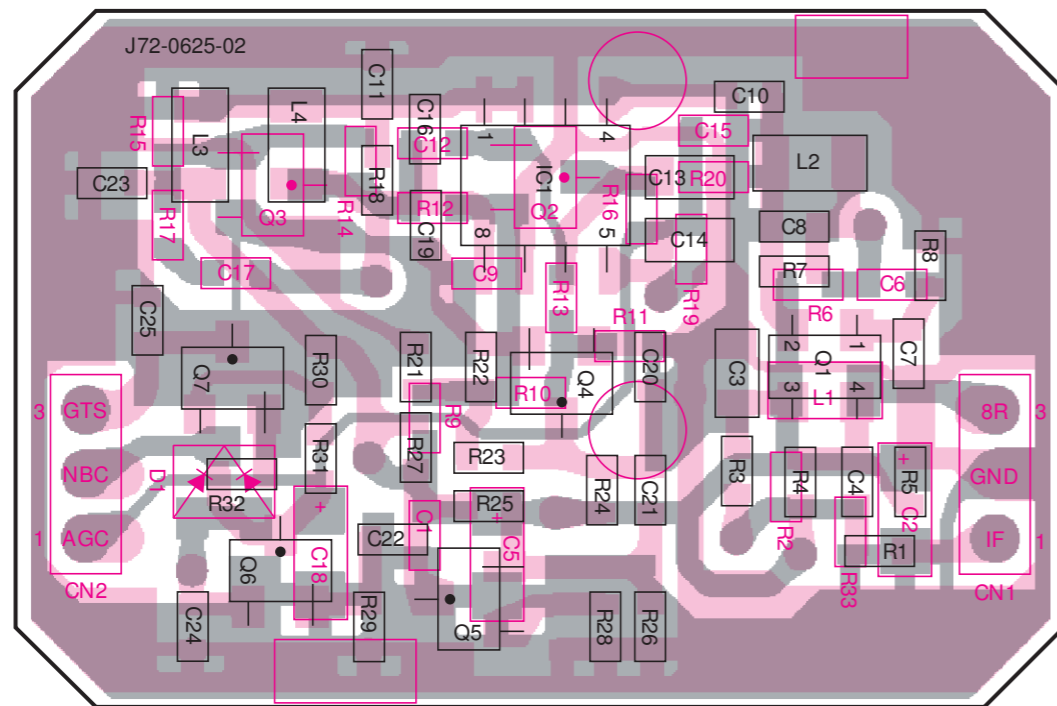 J72-0625-02
C11
C10
L3
L4
C16
1
4
C15
R15
C12
L2
C23
R18
IC1
C13
R20
R17
Q3
R14
R12
Q2
R16
C19
8
5
C14
C8
R8
C17
C9
R13
R19
R7
C6
R6
C25
R11
Q7
R30
R21
R22
Q4
C20
C3
2
1
Q1
C7
R10
3
4
L1
3
GTS
R9
8R
3
NBC
D1
R31
R27
R23
R3
R4
C4
R5
+
GND
R32
+
R25
+
R24
C21
C2
1
AGC
C1
C22
C5
R2
R1
IF
1
CN2
Q6
C18
R33
CN1
C24
R29
Q5
R28
R26